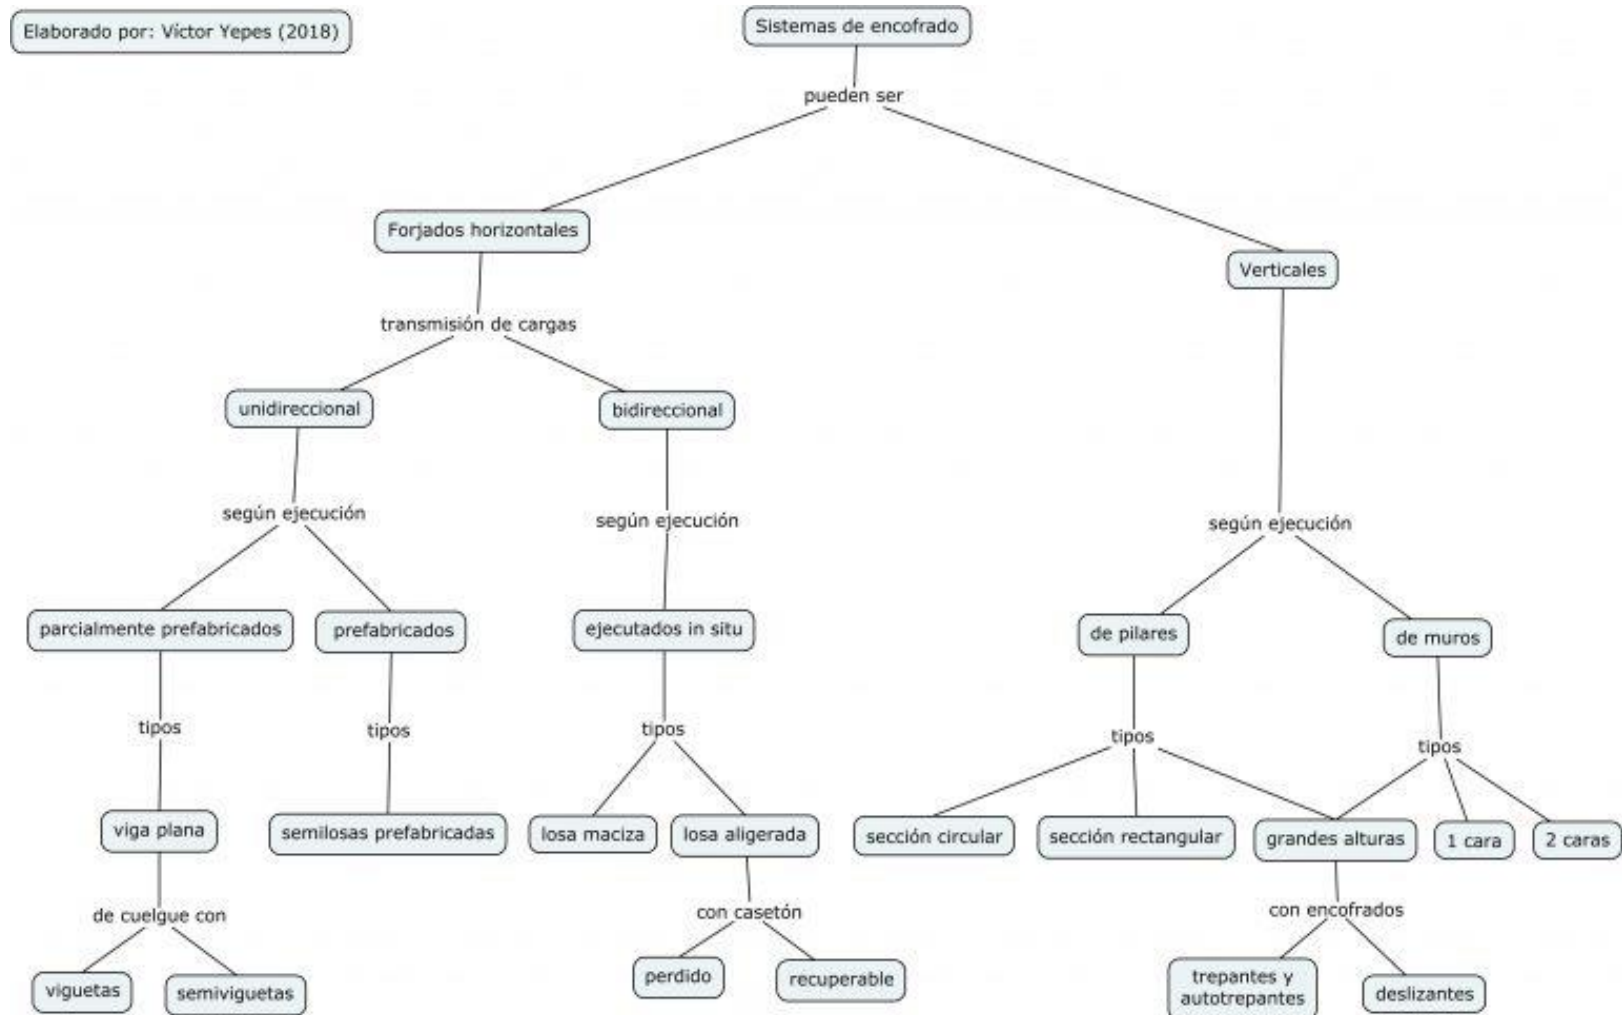 Elaborado por: Víctor Yepes (2018)
Sistemas de encofrado
pueden ser
Forjados horizontales
Verticales
transmisión de cargas
unidireccional
bidireccional
según ejecución
según ejecución
según ejecución
parcialmente prefabricados
prefabricados
ejecutados in situ
de pilares
de muros
tipos
tipos
tipos
tipos
tipos
viga plana
semilosas prefabricadas
losa maciza
losa aligerada
sección circular
sección rectangular
grandes alturas
1 cara
2 caras
de cuelgue con
con casetón
con encofrados
viguetas
semiviguetas
perdido
recuperable
trepantes y
autotrepantes
deslizantes